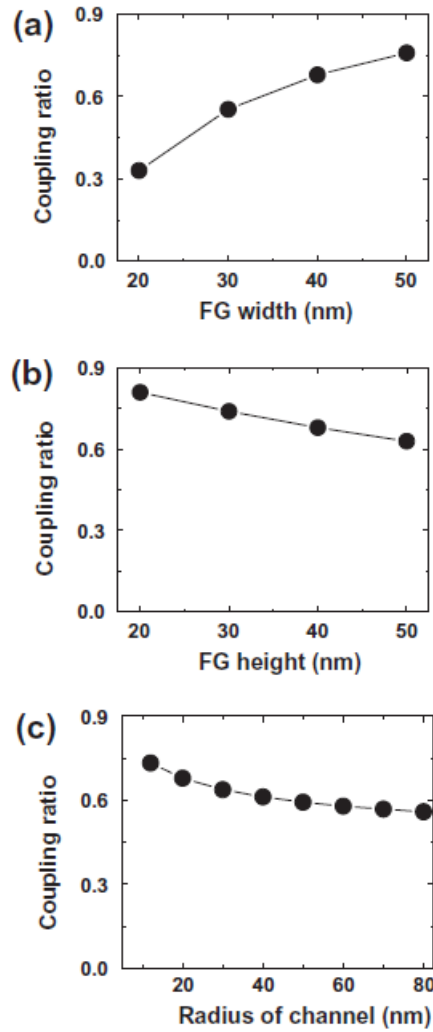 (a)
Coupling ratio
0.9
0.6
0.3
0.0
20 30 40 50
FG width (nm)
(b)
Coupling ratio
0.9
0.6
0.3
0.0
20 30 40 50
FG height (nm)
(c)
Coupling ratio
0.9
0.6
0.3
0.0
20 40 60 80
Radius of channel (nm)